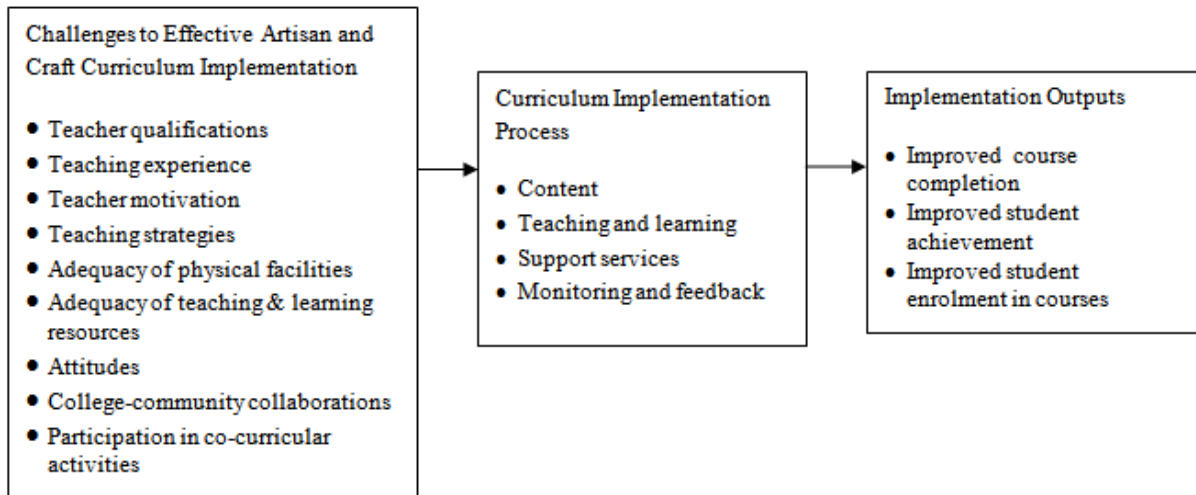 Challenges to Effective Artisan and
Craft Curriculum Implementation
● Teacher qualifications
● Teaching experience
● Teacher motivation
● Teaching strategies
● Adequacy of physical facilities
● Adequacy of teaching & learning
resources
● Attitudes
● College-community collaborations
● Participation in co-curricular
activities
Curriculum Implementation
Process
● Content
● Teaching and learning
● Support services
● Monitoring and feedback
Implementation Outputs
● Improved course
completion
● Improved student
achievement
● Improved student
enrolment in courses